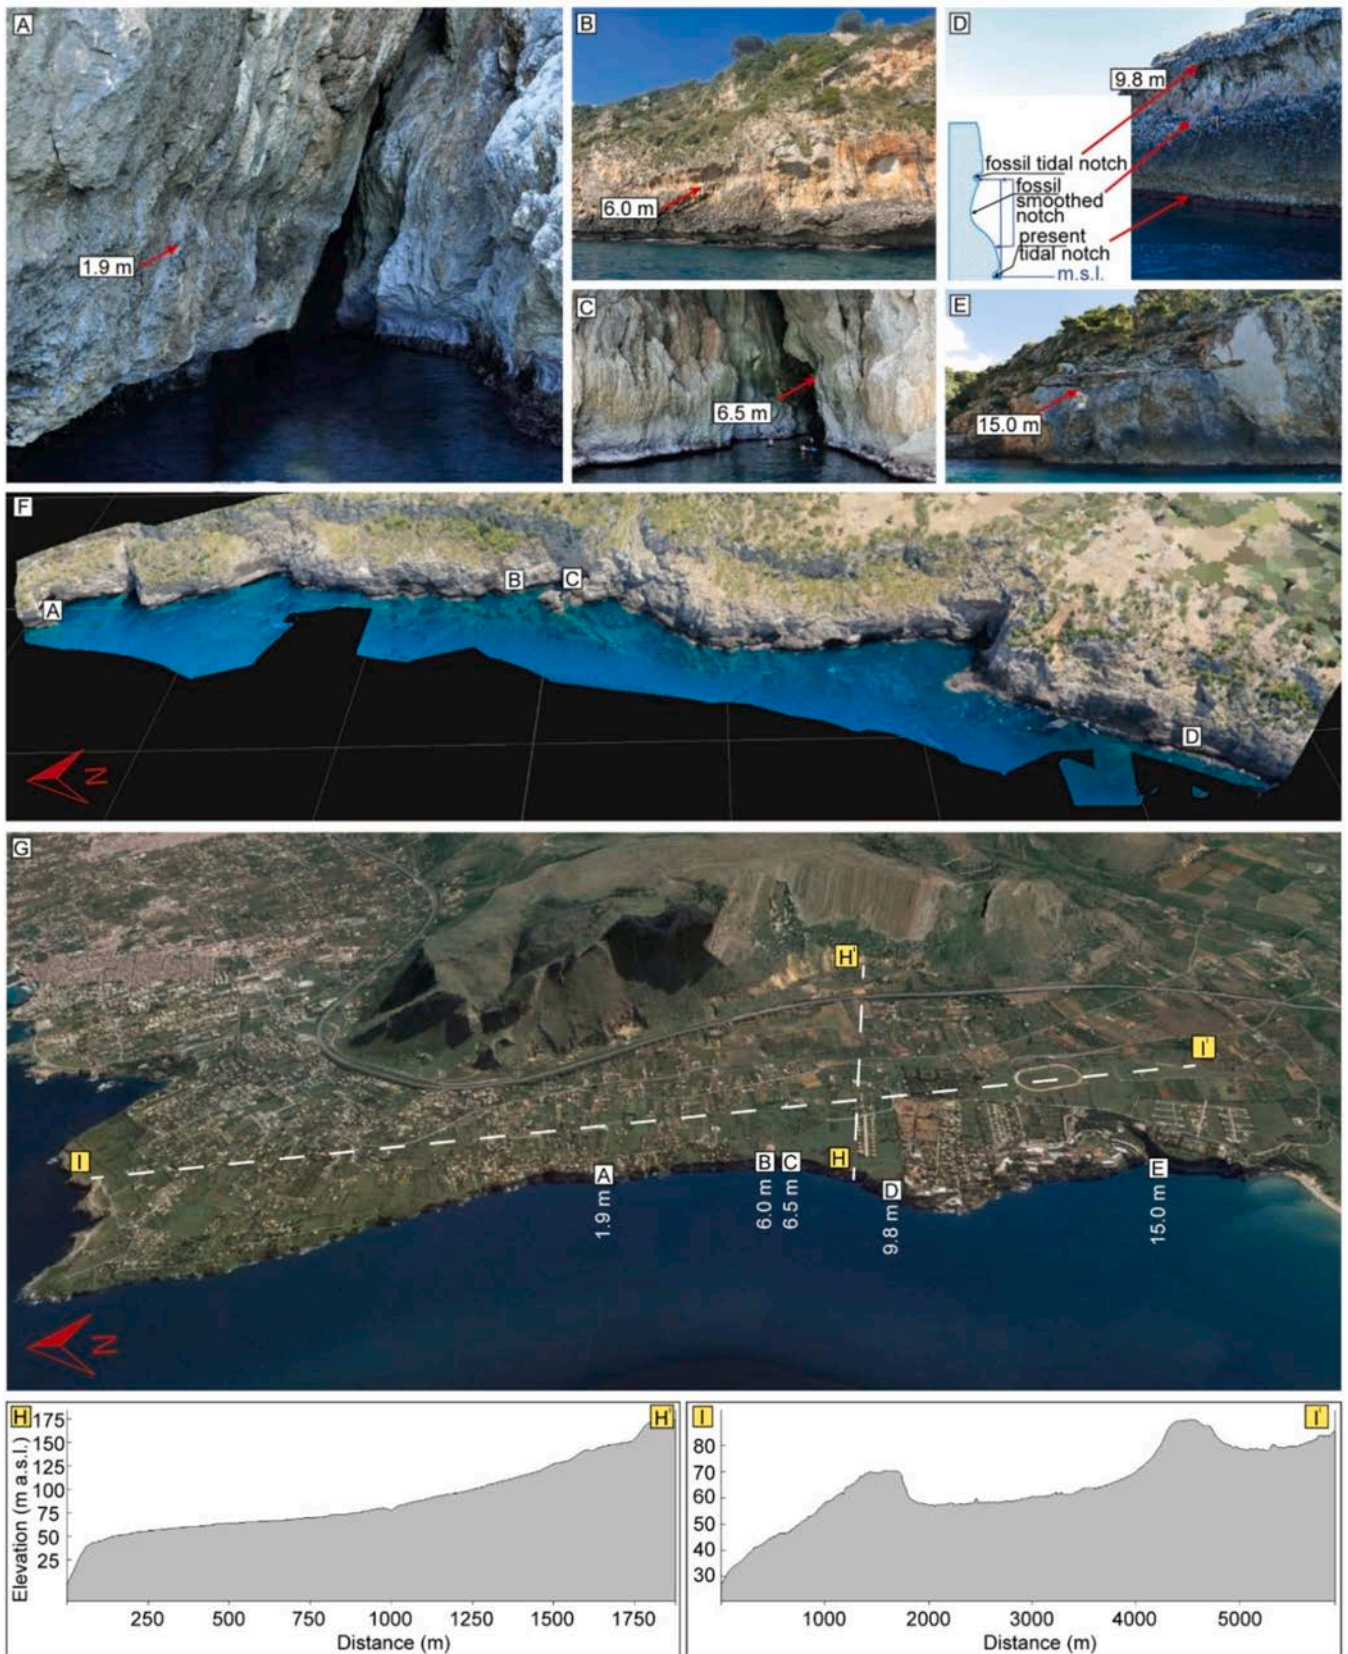 A
1.9 m
B
6.0 m
C
6.5 m
D
9.8 m
fossil tidal notch
fossil
smoothed
notch
present
tidal notch
m.s.l.
E
15.0 m
F
A
B
C
D
N
G
H'
I'
I
H
A
B
C
D
E
1.9 m
6.0 m
6.5 m
9.8 m
15.0 m
N
H
H'
Elevation (m a.s.l.)
175
150
125
100
75
50
25
250 500 750 1000 1250 1500 1750
Distance (m)
I
I'
80
70
60
50
40
30
1000 2000 3000 4000 5000
Distance (m)